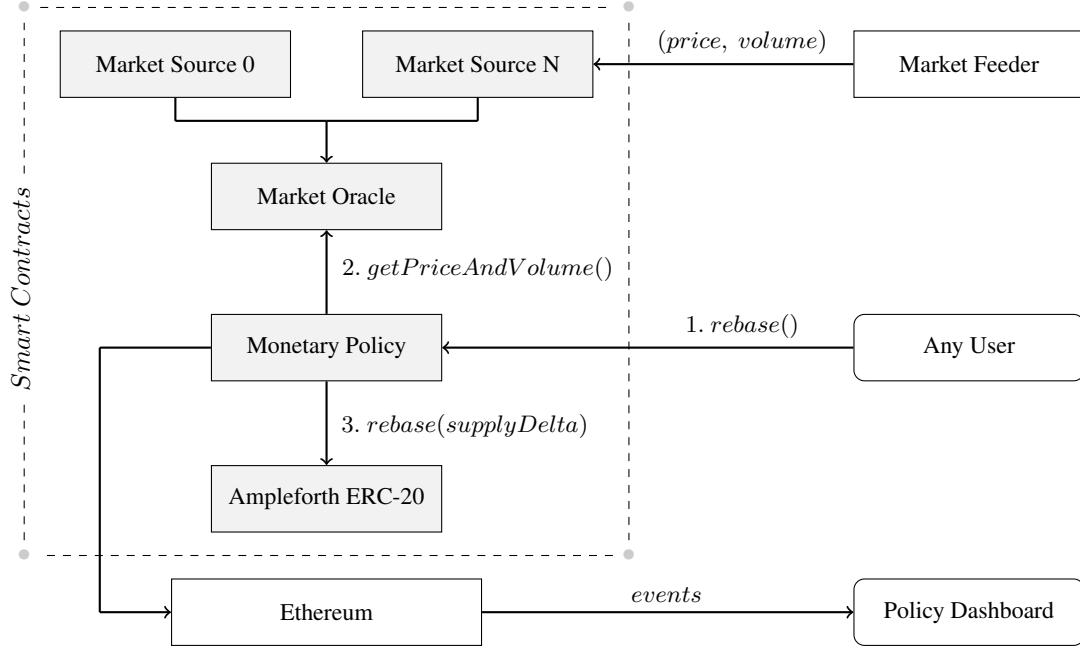 Market Source 0
Market Source N
(price, volume)
Market Feeder
Market Oracle
2. getPriceAndVolume()
Smart Contracts
Monetary Policy
1. rebase()
Any User
3. rebase(supplyDelta)
Ampleforth ERC-20
Ethereum
events
Policy Dashboard